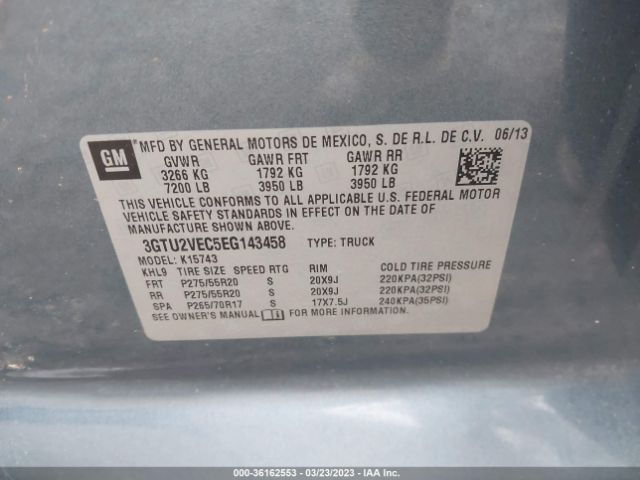 GM
MFD BY GENERAL MOTORS DE MEXICO, S. DE R.L. DE C.V. 06/13
GVWR GAWR FRT GAWR RR
3266 KG 1792 KG 1792 KG
7200 LB 3950 LB 3950 LB
THIS VEHICLE CONFORMS TO ALL APPLICABLE U.S. FEDERAL MOTOR
VEHICLE SAFETY STANDARDS IN EFFECT ON THE DATE OF
MANUFACTURE SHOWN ABOVE.
3GTU2VEC5EG143458 TYPE: TRUCK
MODEL: K15743
KHL9 TIRE SIZE SPEED RTG RIM COLD TIRE PRESSURE
FRT P275/55R20 S 20X9J 220KPA(32PSI)
RR P275/55R20 S 20X9J 220KPA(32PSI)
SPA P265/70R17 S 17X7.5J 240KPA(35PSI)
SEE OWNER'S MANUAL FOR MORE INFORMATION.
000-36162553 - 03/23/2023 - IAA Inc.